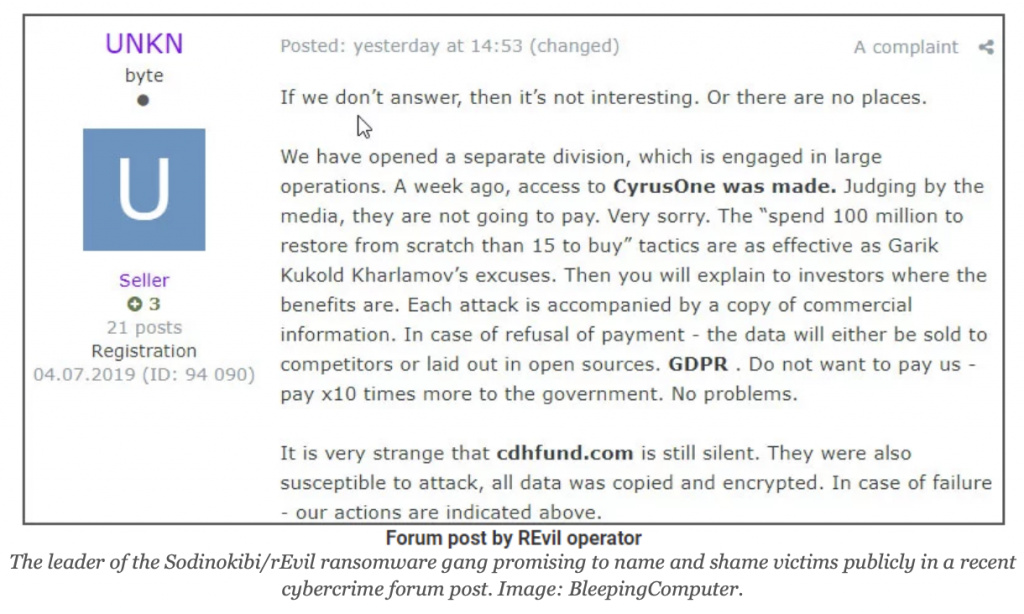 UNKN
byte
U
Seller
3
21 posts
Registration
04.07.2019 (ID: 94 090)
Posted: yesterday at 14:53 (changed)
A complaint
If we don’t answer, then it’s not interesting. Or there are no places.
We have opened a separate division, which is engaged in large
operations. A week ago, access to CyrusOne was made. Judging by the
media, they are not going to pay. Very sorry. The “spend 100 million to
restore from scratch than 15 to buy” tactics are as effective as Garik
Kukold Kharlamov’s excuses. Then you will explain to investors where the
benefits are. Each attack is accompanied by a copy of commercial
information. In case of refusal of payment - the data will either be sold to
competitors or laid out in open sources. GDPR . Do not want to pay us -
pay x10 times more to the government. No problems.
It is very strange that cdhfund.com is still silent. They were also
susceptible to attack, all data was copied and encrypted. In case of failure
- our actions are indicated above.
Forum post by REvil operator
The leader of the Sodinokibi/rEvil ransomware gang promising to name and shame victims publicly in a recent
cybercrime forum post. Image: BleepingComputer.